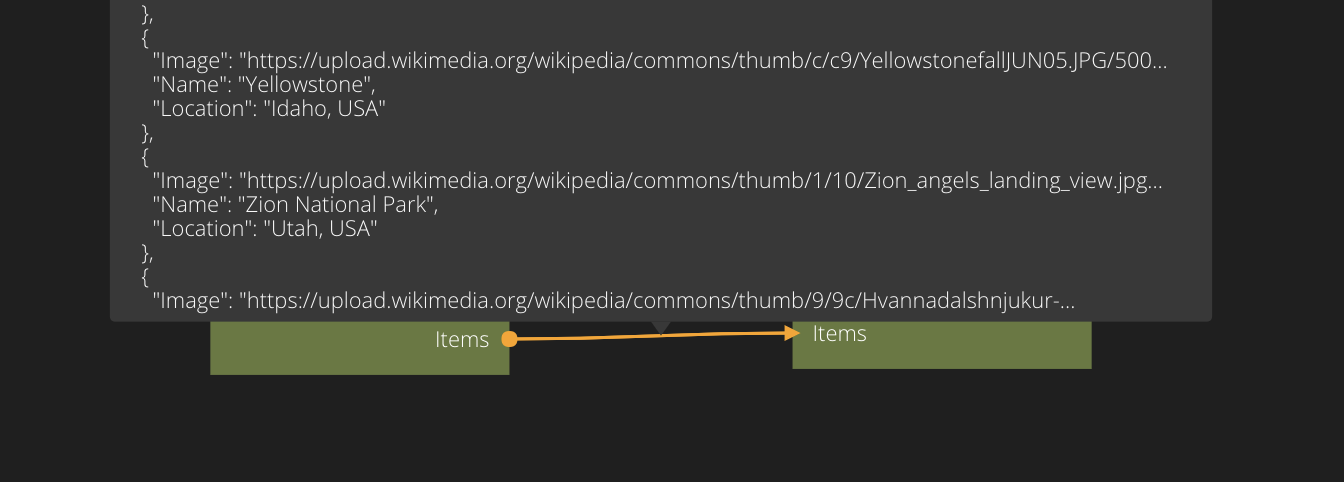 },
{
"Image": "https://upload.wikimedia.org/wikipedia/commons/thumb/c/c9/YellowstonefallJUN05.JPG/500...
"Name": "Yellowstone",
"Location": "Idaho, USA"
},
{
"Image": "https://upload.wikimedia.org/wikipedia/commons/thumb/1/10/Zion_angels_landing_view.jpg...
"Name": "Zion National Park",
"Location": "Utah, USA"
},
{
"Image": "https://upload.wikimedia.org/wikipedia/commons/thumb/9/9c/Hvannadalshnjukur-...
Items
Items